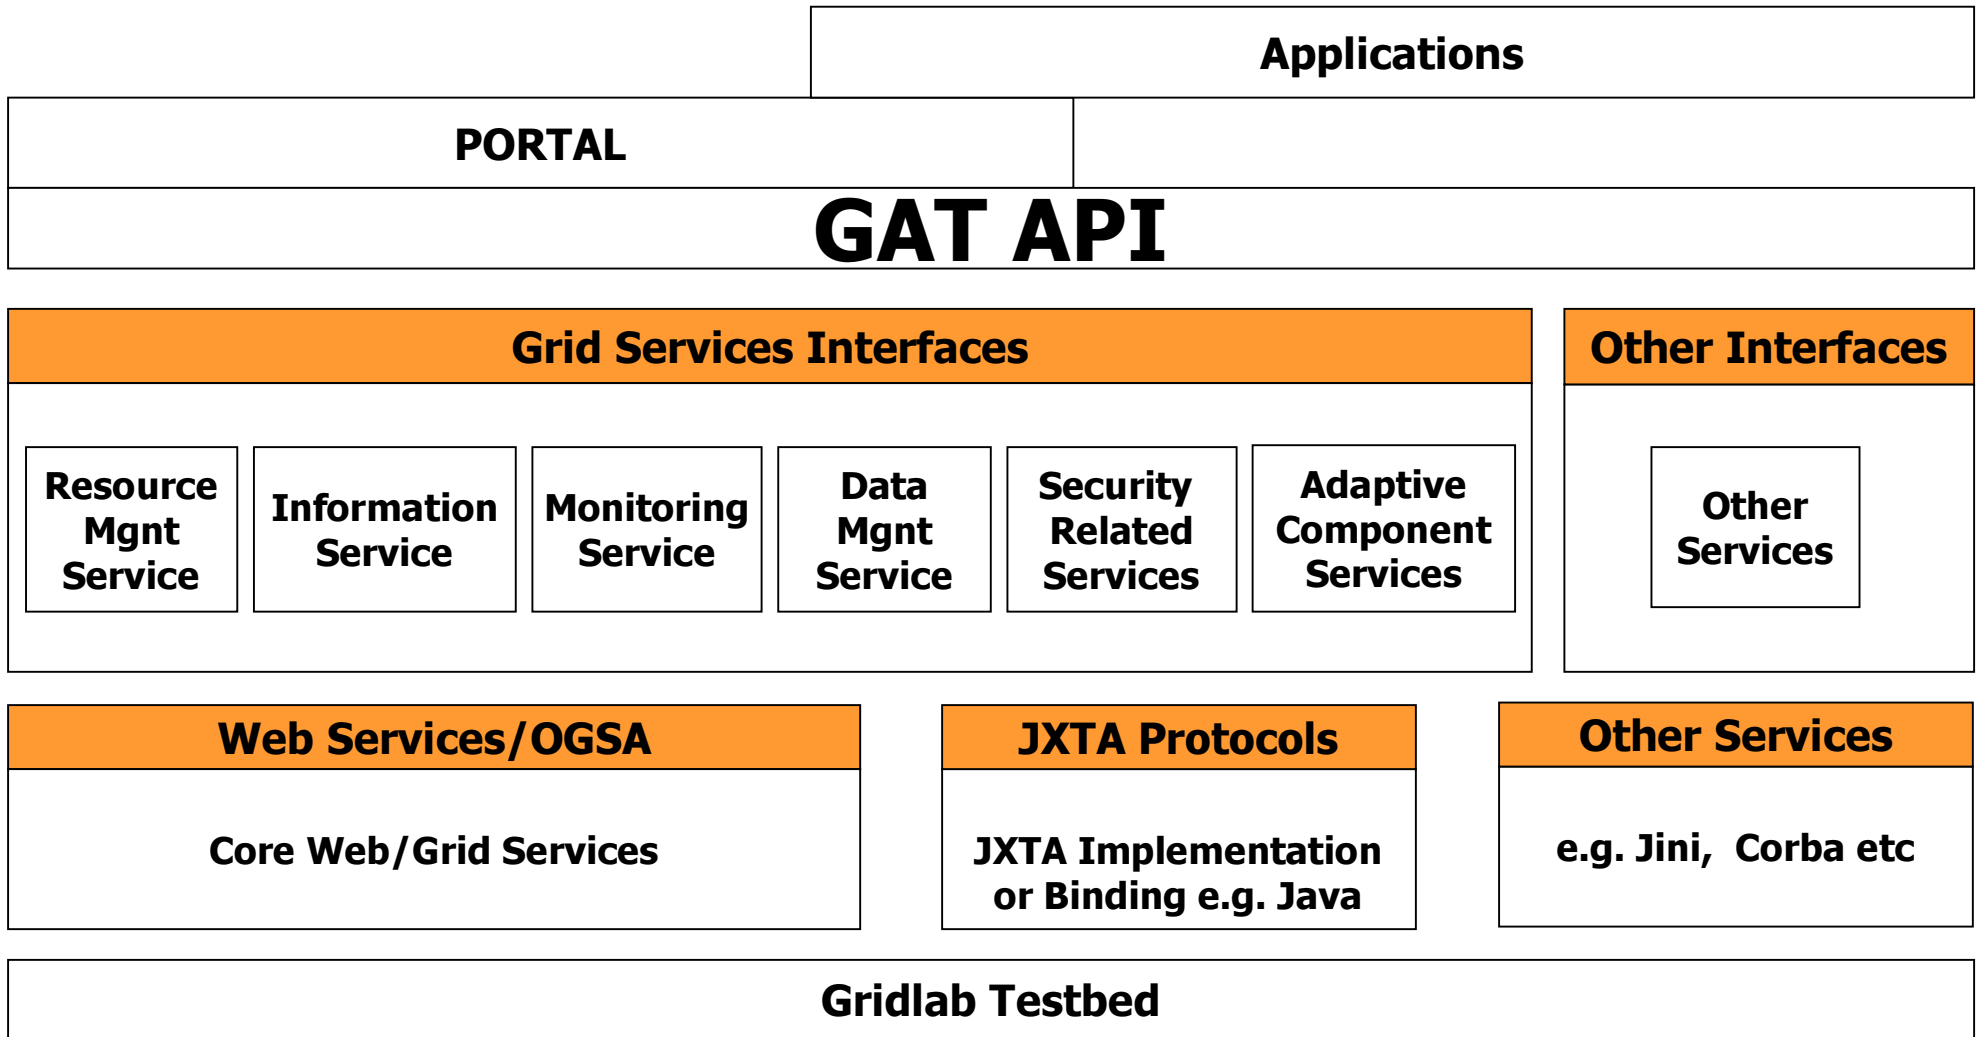 Applications
PORTAL
GAT API
Grid Services Interfaces
Other Interfaces
Resource
Mgnt
Service
Information
Service
Monitoring
Service
Data
Mgnt
Service
Security
Related
Services
Adaptive
Component
Services
Other
Services
Web Services/OGSA
JXTA Protocols
Other Services
Core Web/Grid Services
JXTA Implementation
or Binding e.g. Java
e.g. Jini,  Corba etc
Gridlab Testbed